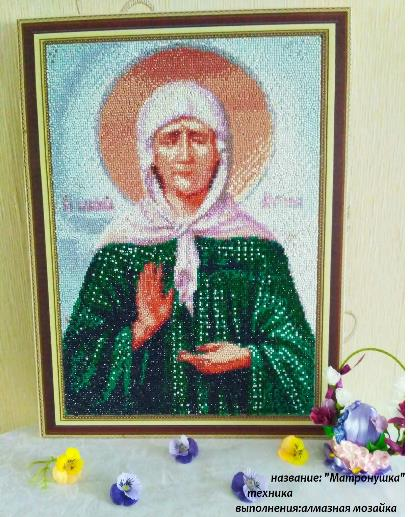 название: "Матронушка"
техника
выполнения:алмазная мозайка